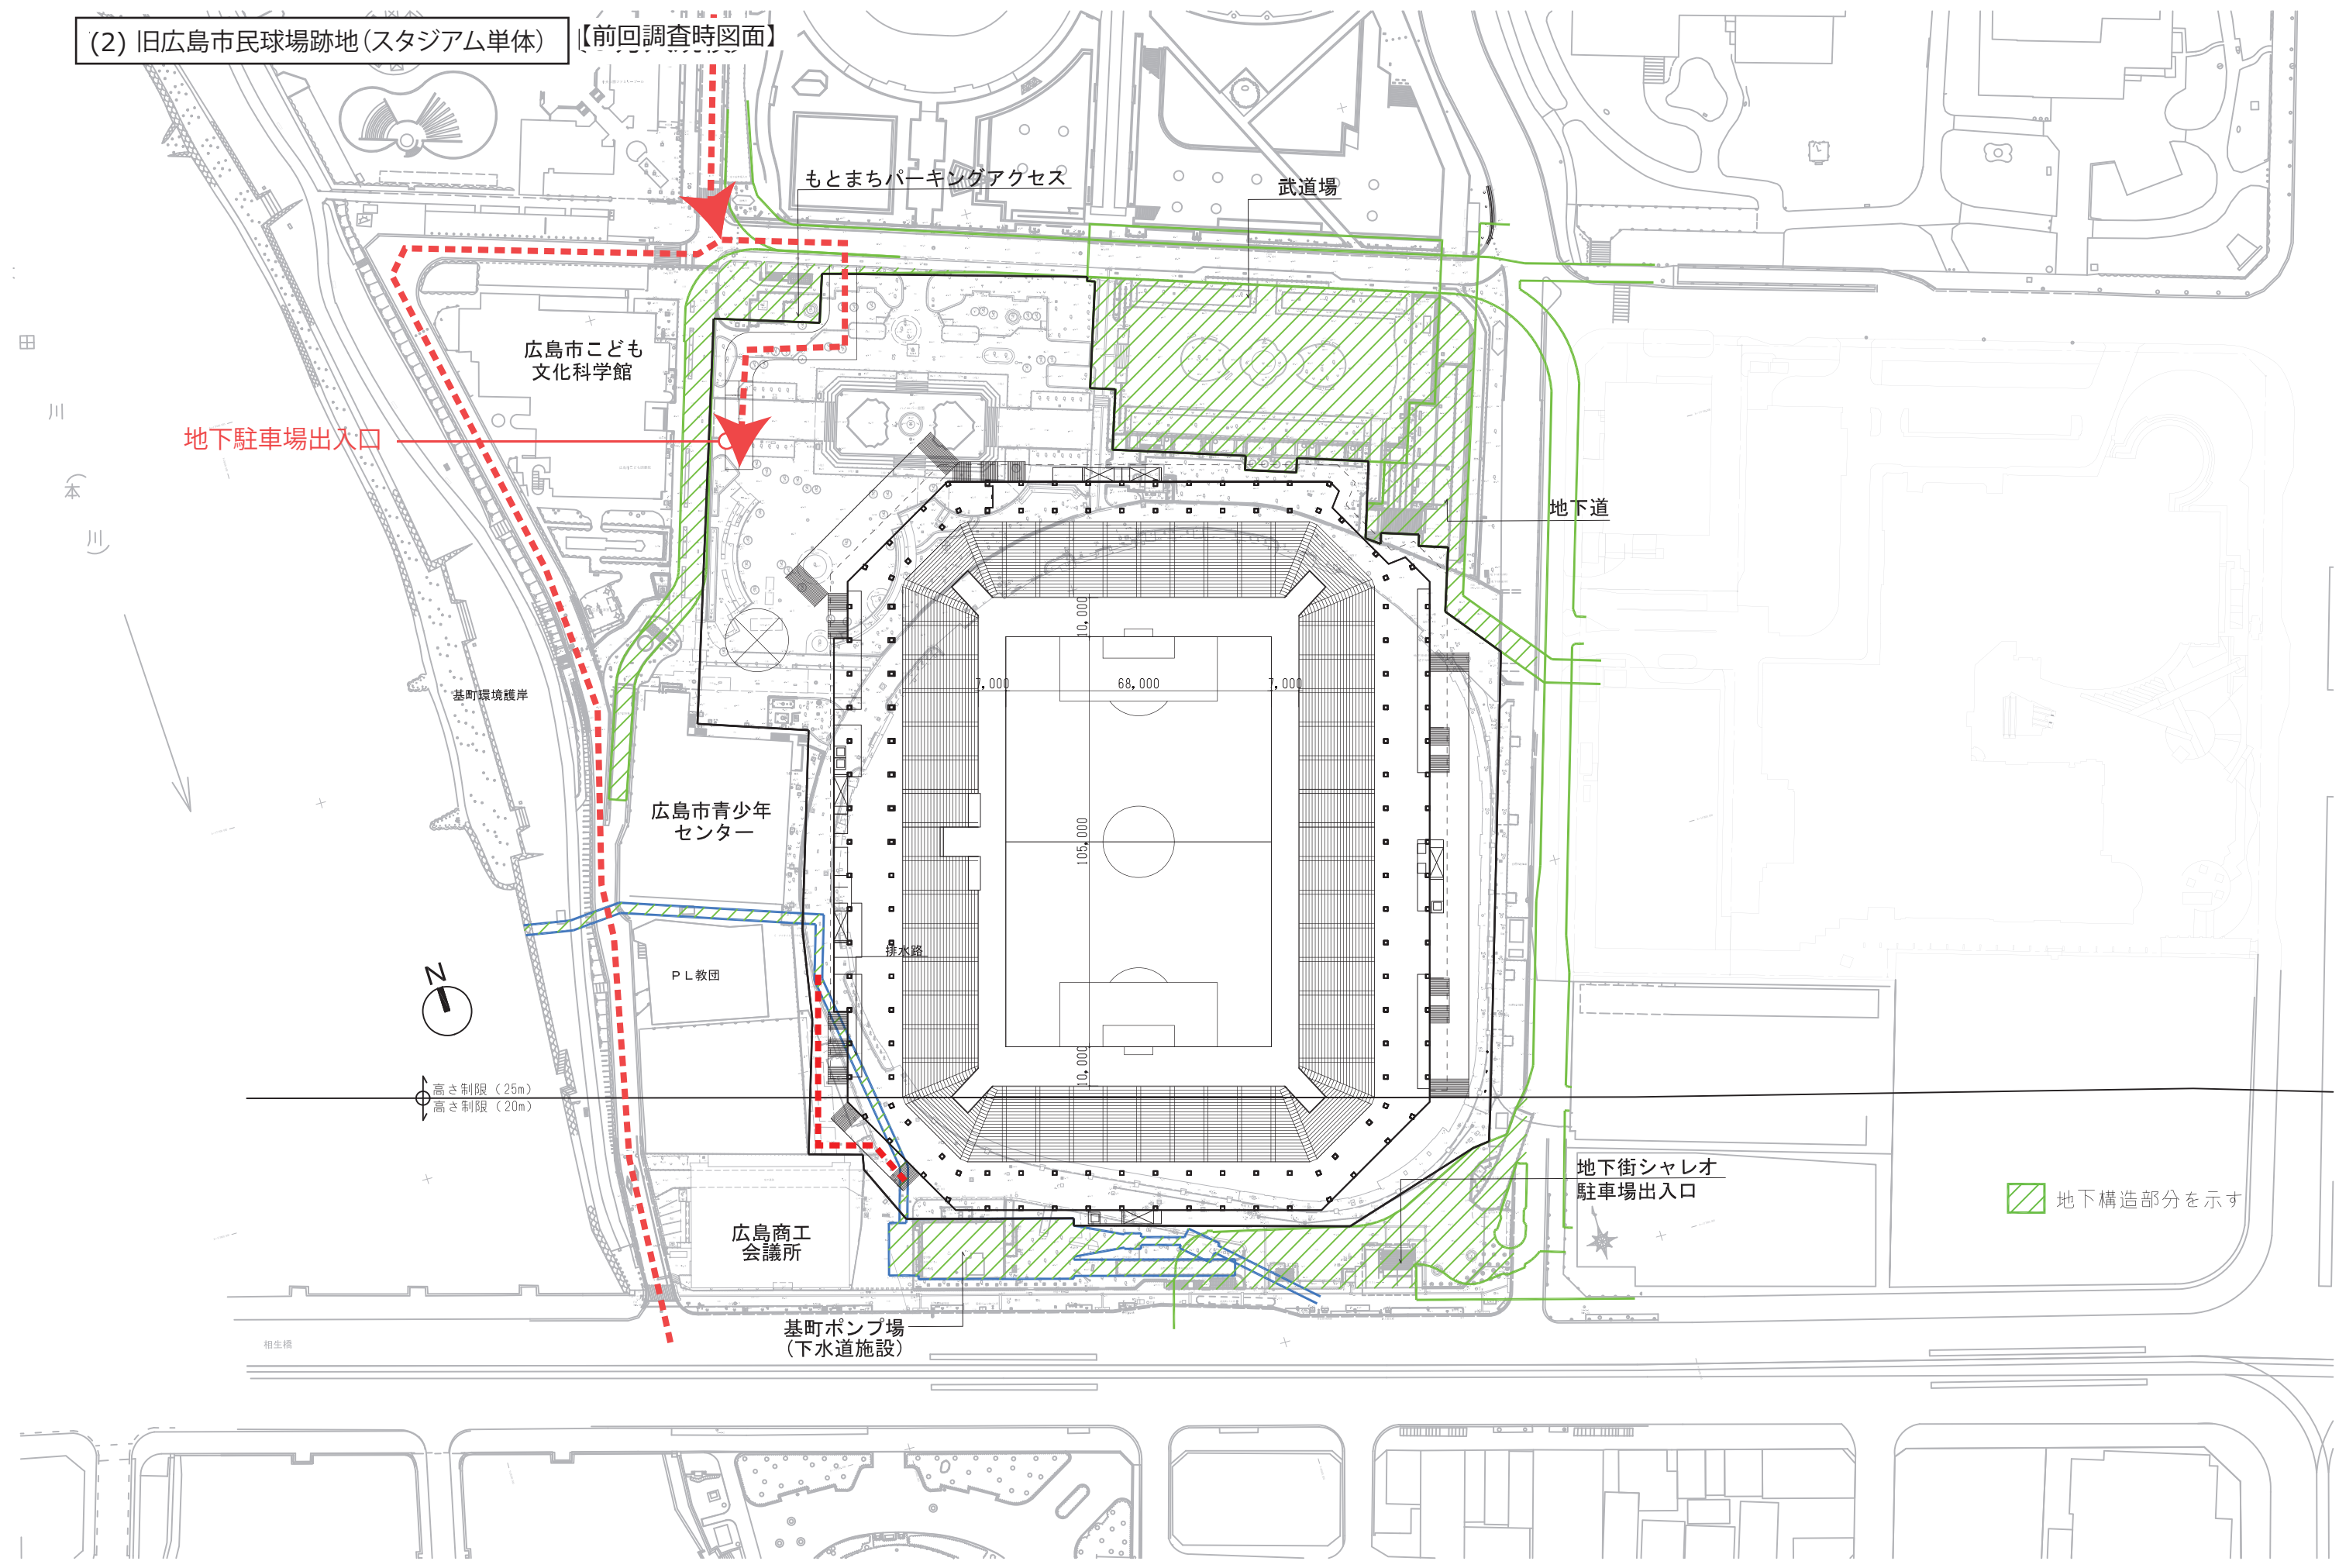 (2) 旧広島市民球場跡地（スタジアム単体）
【前回調査時図面】
もとまちパーキングアクセス
武道場
広島市こども
文化科学館
地下駐車場出入口
田
川
（本
川）
地下道
基町環境護岸
10,000
7,000
68,000
7,000
広島市青少年
センター
105,000
排水路
ＰＬ教団
N
高さ制限（25m）
高さ制限（20m）
10,000
地下街シャレオ
駐車場出入口
地下構造部分を示す
広島商工
会議所
基町ポンプ場
（下水道施設）
相生橋